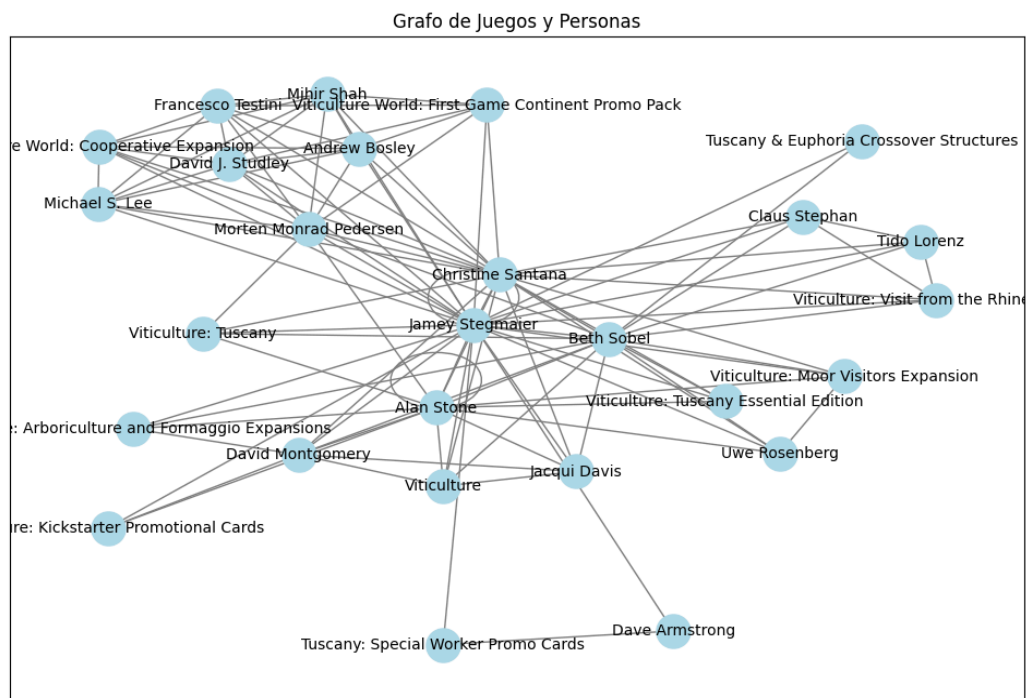 Grafo de Juegos y Personas
Mihir Shah
Francesco Testini
Viticulture World: First Game Continent Promo Pack
Tuscany & Euphoria Crossover Structures
re World: Cooperative Expansion
Andrew Bosley
David J. Studley
Michael S. Lee
Claus Stephan
Morten Monrad Pedersen
Tido Lorenz
Christine Santana
Viticulture: Visit from the Rhine
Jamey Stegmaier
Viticulture: Tuscany
Beth Sobel
Viticulture: Moor Visitors Expansion
Viticulture: Tuscany Essential Edition
Alan Stone
e: Arboriculture and Formaggio Expansions
David Montgomery
Uwe Rosenberg
Jacqui Davis
Viticulture
ure: Kickstarter Promotional Cards
Dave Armstrong
Tuscany: Special Worker Promo Cards